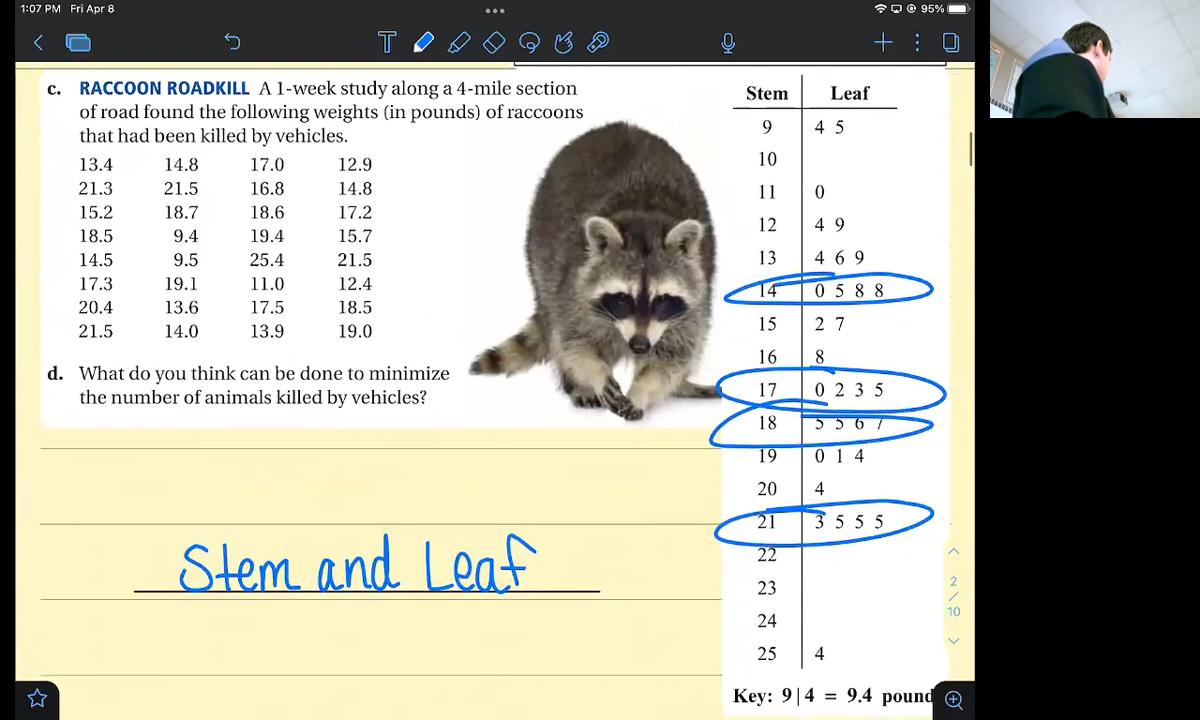 1:07 PM Fri Apr 8
95%
c. RACCOON ROADKILL A 1-week study along a 4-mile section
of road found the following weights (in pounds) of raccoons
that had been killed by vehicles.
13.4 14.8 17.0 12.9
21.3 21.5 16.8 14.8
15.2 18.7 18.6 17.2
18.5 9.4 19.4 15.7
14.5 9.5 25.4 21.5
17.3 19.1 11.0 12.4
20.4 13.6 17.5 18.5
21.5 14.0 13.9 19.0
d. What do you think can be done to minimize
the number of animals killed by vehicles?
Stem and Leaf
Stem Leaf
9 4 5
10
11 0
12 4 9
13 4 6 9
14 0 5 8 8
15 2 7
16 8
17 0 2 3 5
18 5 5 6 7
19 0 1 4
20 4
21 3 5 5 5
22
23
24
25 4
Key: 9|4 = 9.4 pound
2
/
10